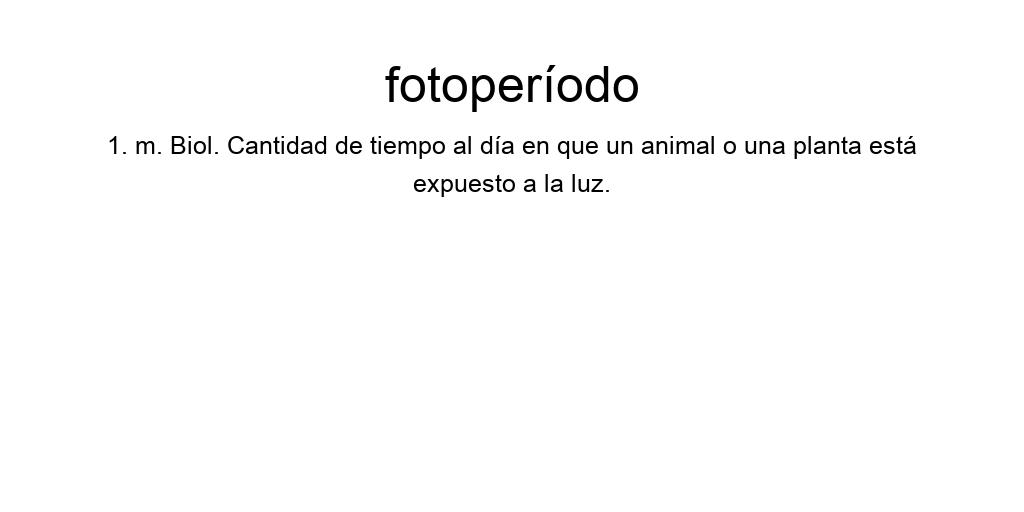 fotoperíodo
1. m. Biol. Cantidad de tiempo al día en que un animal o una planta está
expuesto a la luz.